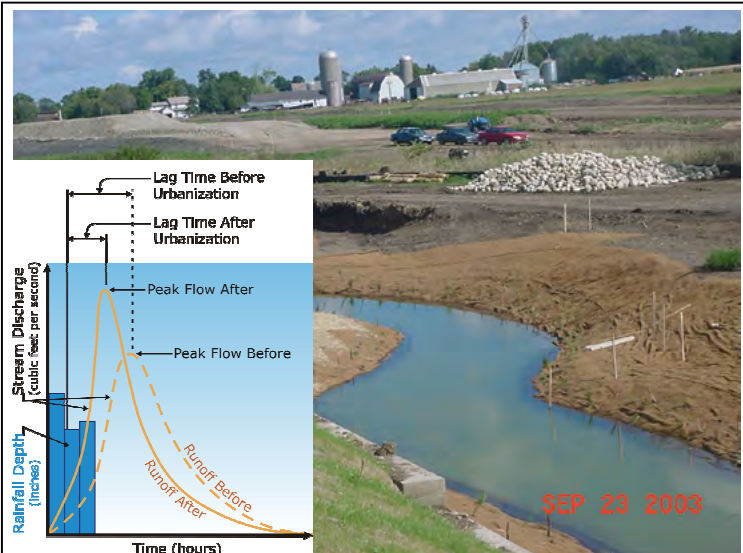 Lag Time Before
Urbanization
Lag Time After
Urbanization
Peak Flow After
Peak Flow Before
Stream Discharge
(cubic feet per second)
Rainfall Depth
(inches)
Runoff Before
Runoff After
Time (hours)
SEP 23 2003